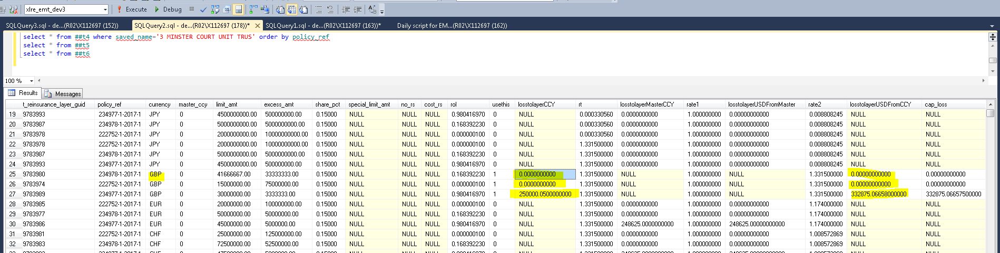 xlre_emt_dev3 Execute Debug
SQLQuery3.sql - de...(R02\X112697 (152)) SQLQuery2.sql - de...(R02\X112697 (178))* SQLQuery1.sql - de...(R02\X112697 (163))* Daily script for EM...(R02\X112697 (162))
select * from ##t4 where saved_name='3 MINSTER COURT UNIT TRUS' order by policy_ref
select * from ##t5
select * from ##t6
100 %
Results Messages
t_reinsurance_layer_guid policy_ref currency master_ccy limit_amt excess_amt share_pct special_limit_amt no_rs cost_rs rol usethis losstolayerCCY rt losstolayerMasterCCY rate1 losstolayerUSDFromMaster rate2 losstolayerUSDFromCCY cap_loss
19 9783993 234977-1-2017-1 JPY 0 4500000000.00 500000000.00 0.15000 NULL NULL NULL 0.980416970 0 NULL 0.000330560 0.0000000000 1.000000000 0.00000000000 0.008808245 NULL NULL
20 9783987 234978-1-2017-1 JPY 0 5000000000.00 5000000000.00 0.15000 NULL NULL NULL 0.168392230 0 NULL 0.000330560 0.0000000000 1.000000000 0.00000000000 0.008808245 NULL NULL
21 9783978 222752-1-2017-1 JPY 0 2000000000.00 10000000000.00 0.15000 NULL NULL NULL 0.000000100 0 NULL 0.000330560 0.0000000000 1.000000000 0.00000000000 0.008808245 NULL NULL
22 9783978 222752-1-2017-1 JPY 0 2000000000.00 10000000000.00 0.15000 NULL NULL NULL 0.000000100 0 NULL 1.331500000 0.0000000000 1.000000000 0.00000000000 0.008808245 NULL NULL
23 9783987 234978-1-2017-1 JPY 0 5000000000.00 5000000000.00 0.15000 NULL NULL NULL 0.168392230 0 NULL 1.331500000 0.0000000000 1.000000000 0.00000000000 0.008808245 NULL NULL
24 9783993 234977-1-2017-1 JPY 0 4500000000.00 500000000.00 0.15000 NULL NULL NULL 0.980416970 0 NULL 1.331500000 0.0000000000 1.000000000 0.00000000000 0.008808245 NULL NULL
25 9783980 234978-1-2017-1 GBP 0 41666667.00 33333333.00 0.15000 NULL NULL NULL 0.168392230 1 0.0000000000 1.331500000 NULL 1.000000000 NULL 1.331500000 0.00000000000 0.00000000000
26 9783974 222752-1-2017-1 GBP 0 15000000.00 75000000.00 0.15000 NULL NULL NULL 0.000000100 1 0.0000000000 1.331500000 NULL 1.000000000 NULL 1.331500000 0.00000000000 0.00000000000
27 9783989 234977-1-2017-1 GBP 0 30000000.00 3333333.00 0.15000 NULL NULL NULL 0.980416970 1 250000.0500000000 1.331500000 NULL 1.000000000 NULL 1.331500000 332875.06658000000 332875.06657500000
28 9783985 222752-1-2017-1 EUR 0 20000000.00 100000000.00 0.15000 NULL NULL NULL 0.000000100 0 NULL 1.331500000 0.0000000000 1.000000000 0.00000000000 1.174000000 NULL NULL
29 9783977 234978-1-2017-1 EUR 0 50000000.00 50000000.00 0.15000 NULL NULL NULL 0.168392230 0 NULL 1.331500000 0.0000000000 1.000000000 0.00000000000 1.174000000 NULL NULL
30 9783986 234977-1-2017-1 EUR 0 45000000.00 5000000.00 0.15000 NULL NULL NULL 0.980416970 0 NULL 1.331500000 248625.0000000000 1.000000000 248625.00000000000 1.174000000 NULL NULL
31 9783981 222752-1-2017-1 CHF 0 25000000.00 125000000.00 0.15000 NULL NULL NULL 0.000000100 0 NULL 1.331500000 0.0000000000 1.000000000 0.00000000000 1.008572869 NULL NULL
32 9783983 234978-1-2017-1 CHF 0 72500000.00 52500000.00 0.15000 NULL NULL NULL 0.168392230 0 NULL 1.331500000 0.0000000000 1.000000000 0.00000000000 1.008572869 NULL NULL